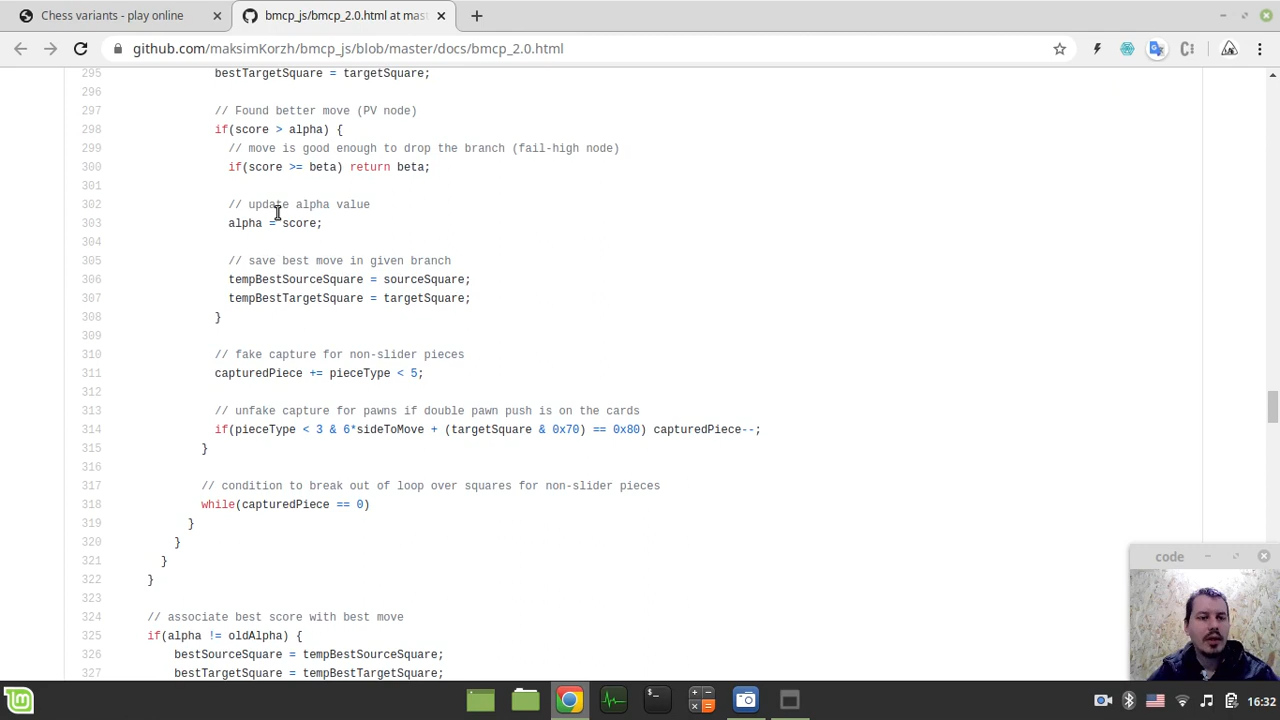 Chess variants - play online
bmcp_js/bmcp_2.0.html at mas
github.com/maksimKorzh/bmcp_js/blob/master/docs/bmcp_2.0.html
295 bestTargetSquare = targetSquare;
296
297 // Found better move (PV node)
298 if(score > alpha) {
299 // move is good enough to drop the branch (fail-high node)
300 if(score >= beta) return beta;
301
302 // update alpha value
303 alpha = score;
304
305 // save best move in given branch
306 tempBestSourceSquare = sourceSquare;
307 tempBestTargetSquare = targetSquare;
308 }
309
310 // fake capture for non-slider pieces
311 capturedPiece += pieceType < 5;
312
313 // unfake capture for pawns if double pawn push is on the cards
314 if(pieceType < 3 & 6*sideToMove + (targetSquare & 0x70) == 0x80) capturedPiece--;
315 }
316
317 // condition to break out of loop over squares for non-slider pieces
318 while(capturedPiece == 0)
319 }
320 }
321 }
322 }
323
324 // associate best score with best move
325 if(alpha != oldAlpha) {
326 bestSourceSquare = tempBestSourceSquare;
327 bestTargetSquare = tempBestTargetSquare;
code
16:32